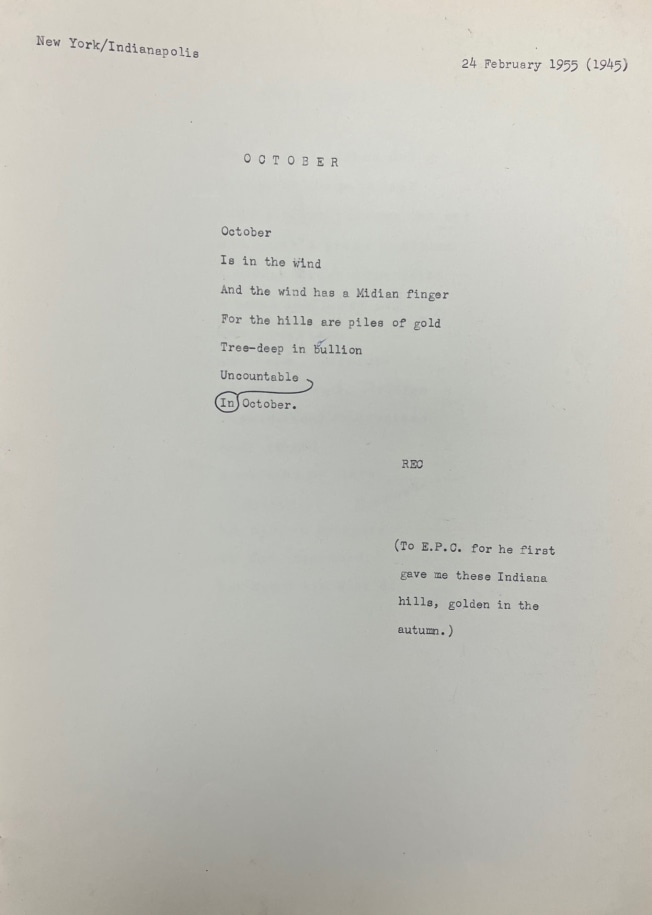 New York/Indianapolis
24 February 1955 (1945)
O C T O B E R
October
Is in the wind
And the wind has a Midian finger
For the hills are piles of gold
Tree-deep in bullion
Uncountable
In October.
REC
(To E.P.C. for he first
gave me these Indiana
hills, golden in the
autumn.)